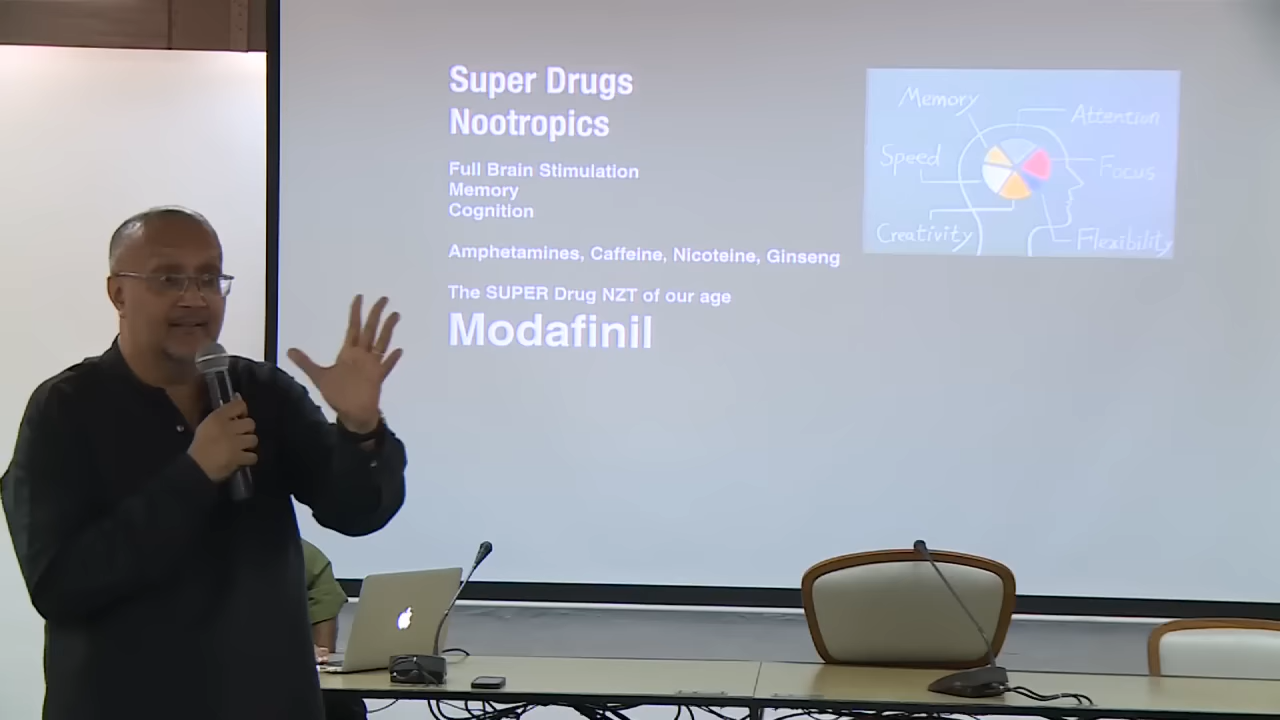 Super Drugs
Nootropics
Full Brain Stimulation
Memory
Cognition
Amphetamines, Caffeine, Nicoteine, Ginseng
The SUPER Drug NZT of our age
Modafinil
Memory
Attention
Speed
Focus
Creativity
Flexibility